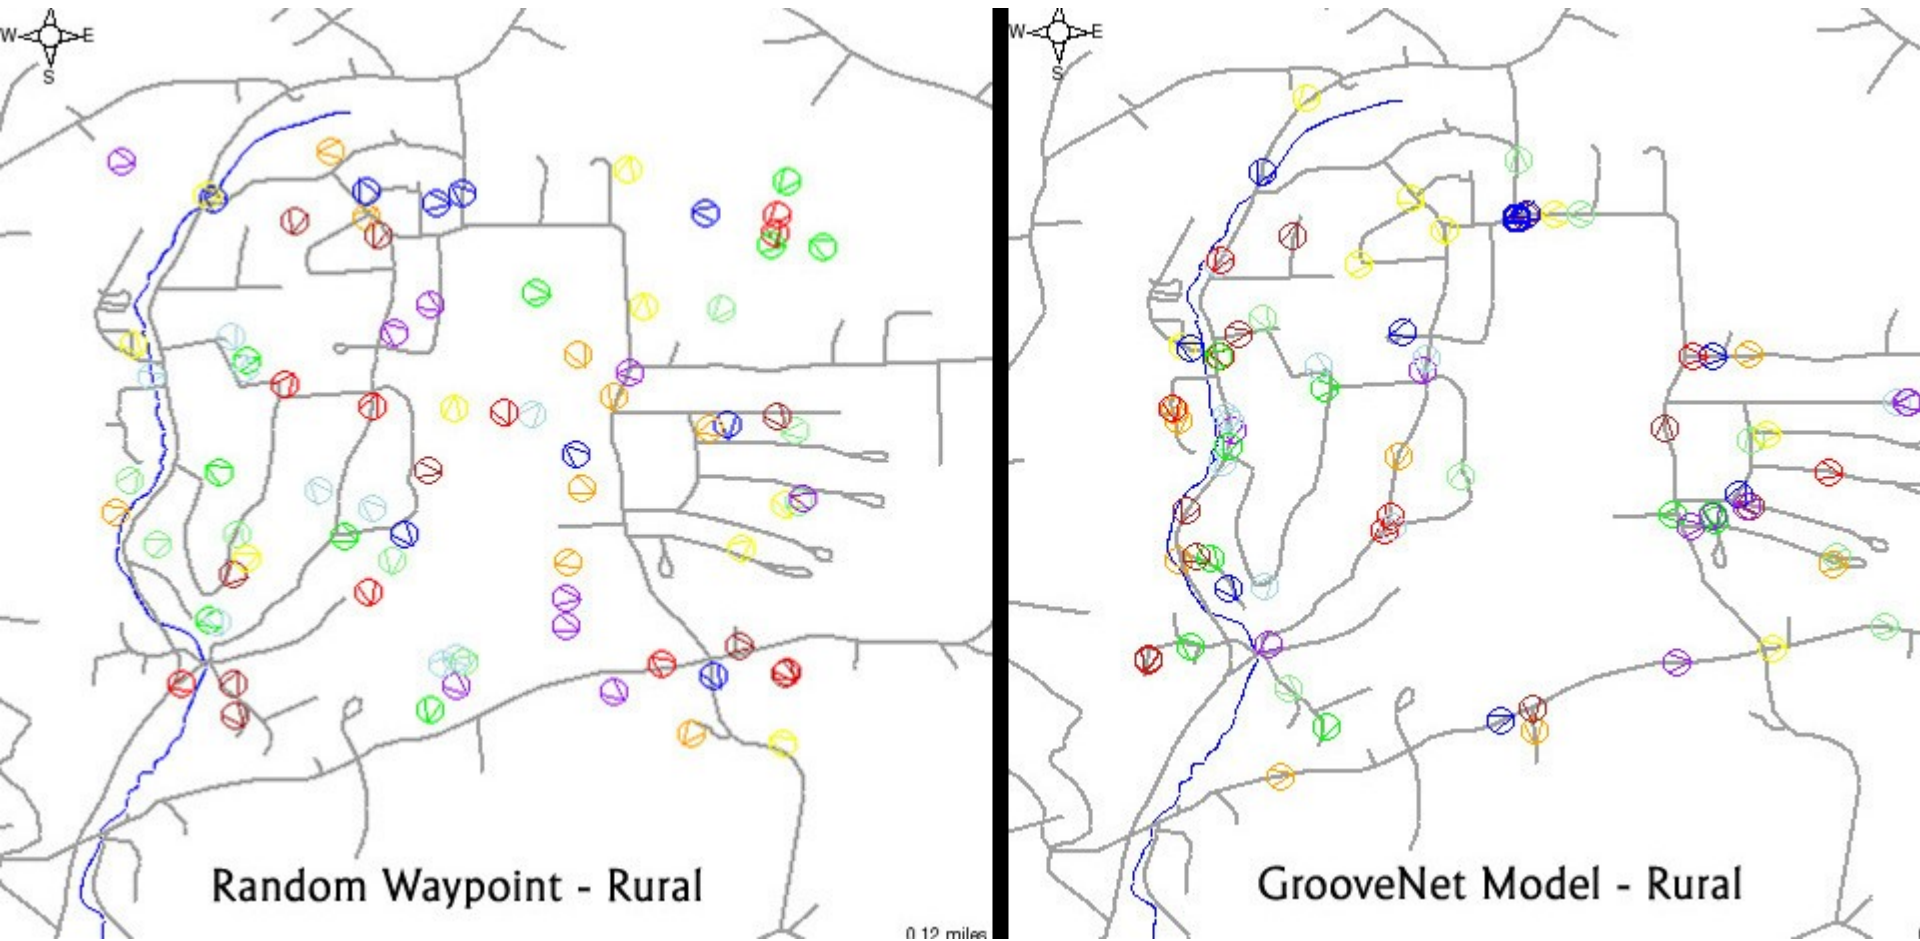 W E
S
W E
S
Random Waypoint - Rural
GrooveNet Model - Rural
0.12 miles